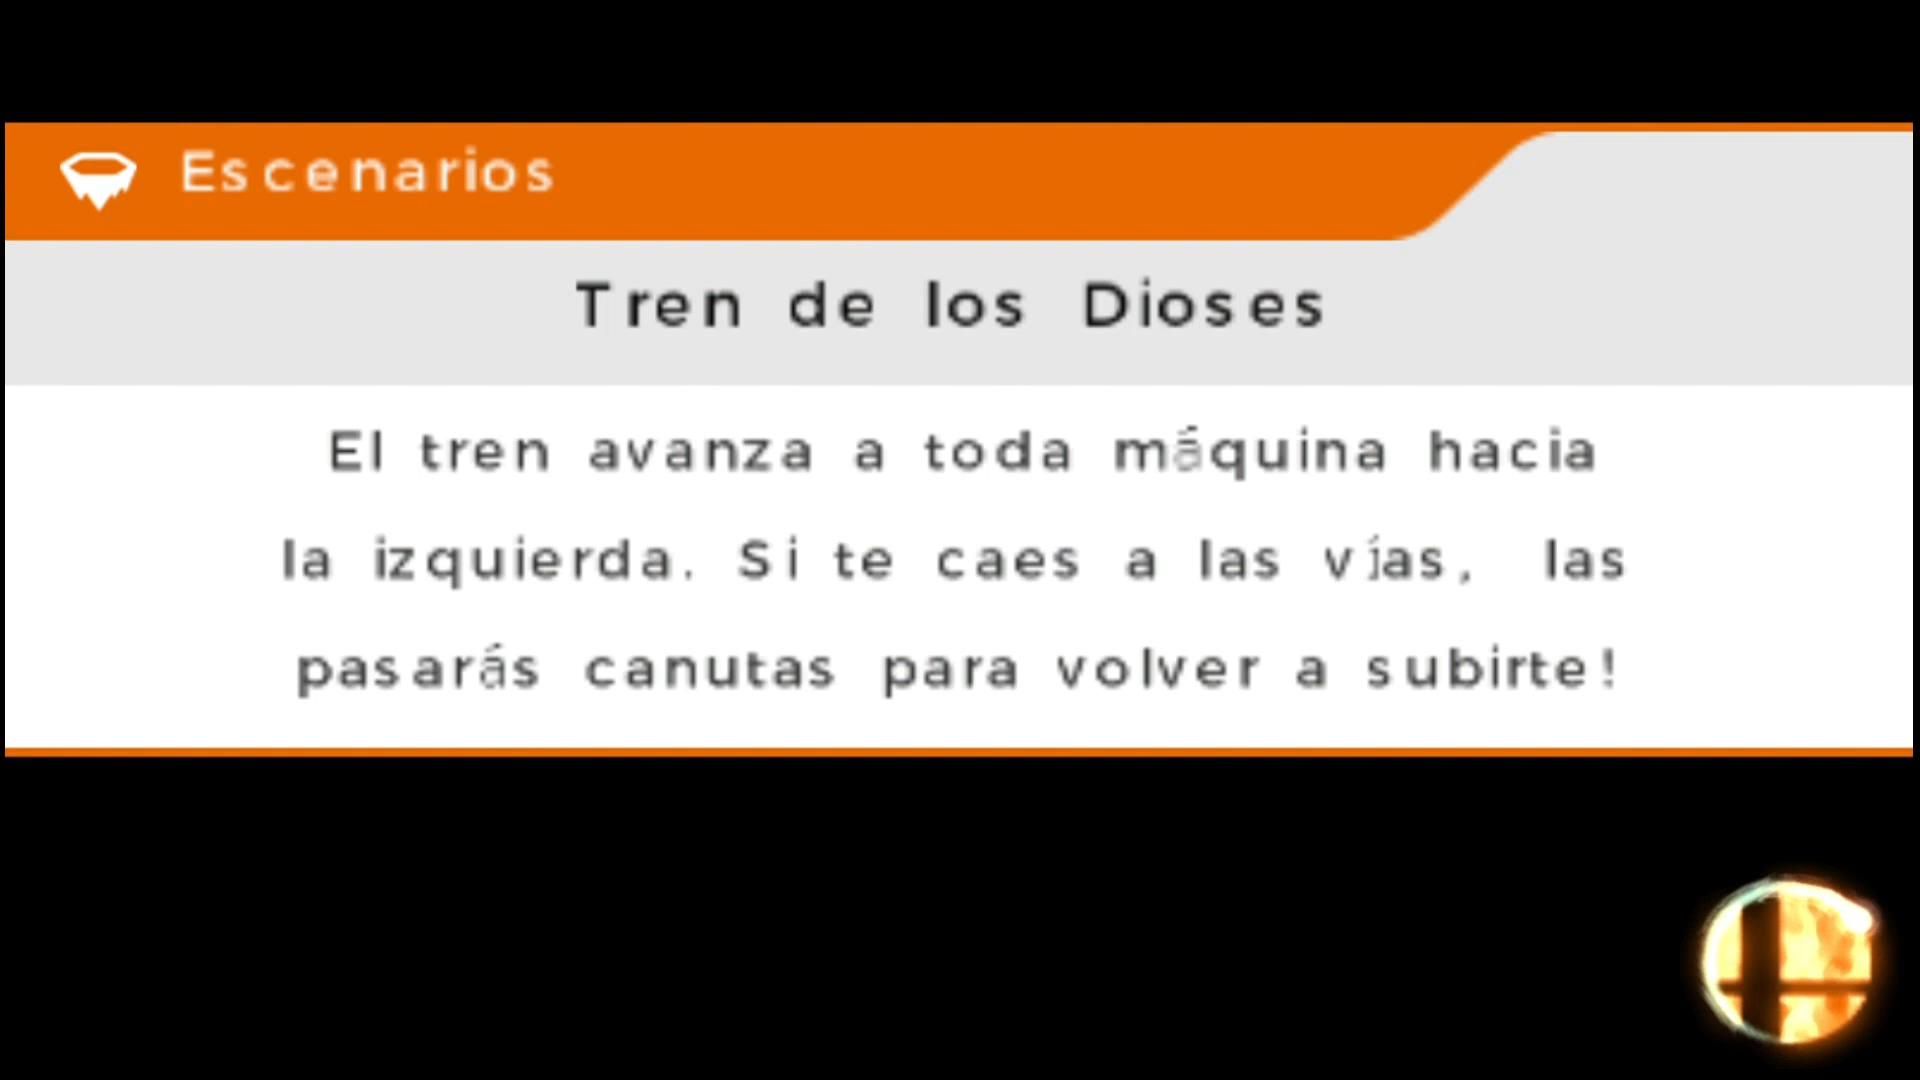 Escenarios
Tren de los Dioses
El tren avanza a toda máquina hacia
la izquierda. Si te caes a las vías, las
pasarás canutas para volver a subirte!